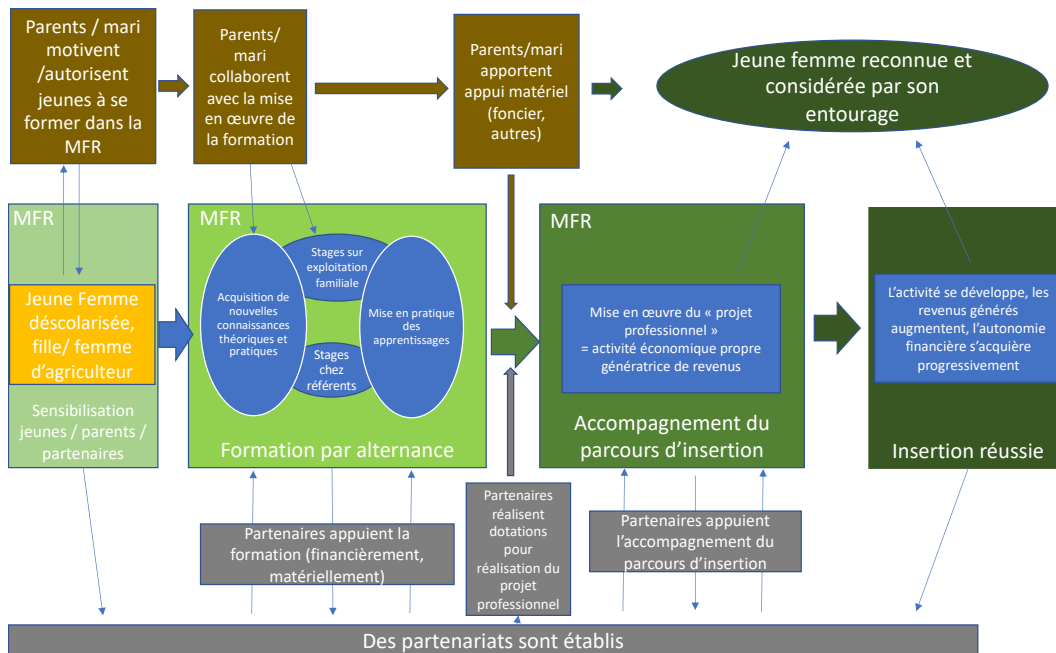 Parents / mari
motivent
/autorisent
jeunes à se
former dans la
MFR
Parents/
mari
collaborent
avec la mise
en œuvre de
la formation
Parents/mari
apportent
appui matériel
(foncier,
autres)
Jeune femme reconnue et
considérée par son
entourage
MFR
Jeune Femme
déscolarisée,
fille/ femme
d’agriculteur
Sensibilisation
jeunes / parents /
partenaires
MFR
Acquisition de
nouvelles
connaissances
théoriques et
pratiques
Stages sur
exploitation
familiale
Stages chez
référents
Mise en pratique
des
apprentissages
Formation par alternance
MFR
Mise en œuvre du « projet
professionnel »
= activité économique propre
génératrice de revenus
Accompagnement du
parcours d’insertion
L’activité se développe, les
revenus générés
augmentent, l’autonomie
financière s’acquière
progressivement
Insertion réussie
Partenaires appuient la
formation (financièrement,
matériellement)
Partenaires
réalisent
dotations
pour
réalisation du
projet
professionnel
Partenaires appuient
l’accompagnement du
parcours d’insertion
Des partenariats sont établis